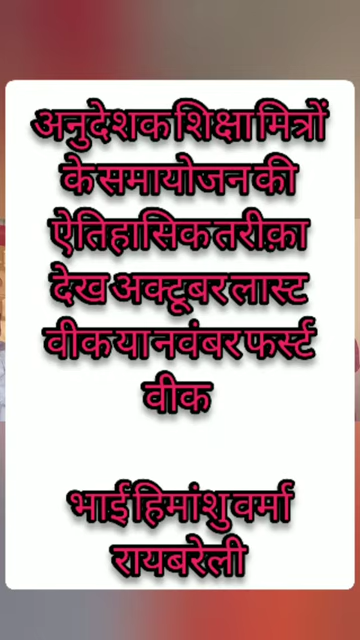 अनुदेशक शिक्षा मित्रों
के समायोजन की
ऐतिहासिक तरीक़ा
देख अक्टूबर लास्ट
वीक या नवंबर फर्स्ट
वीक
भाई हिमांशु वर्मा
रायबरेली